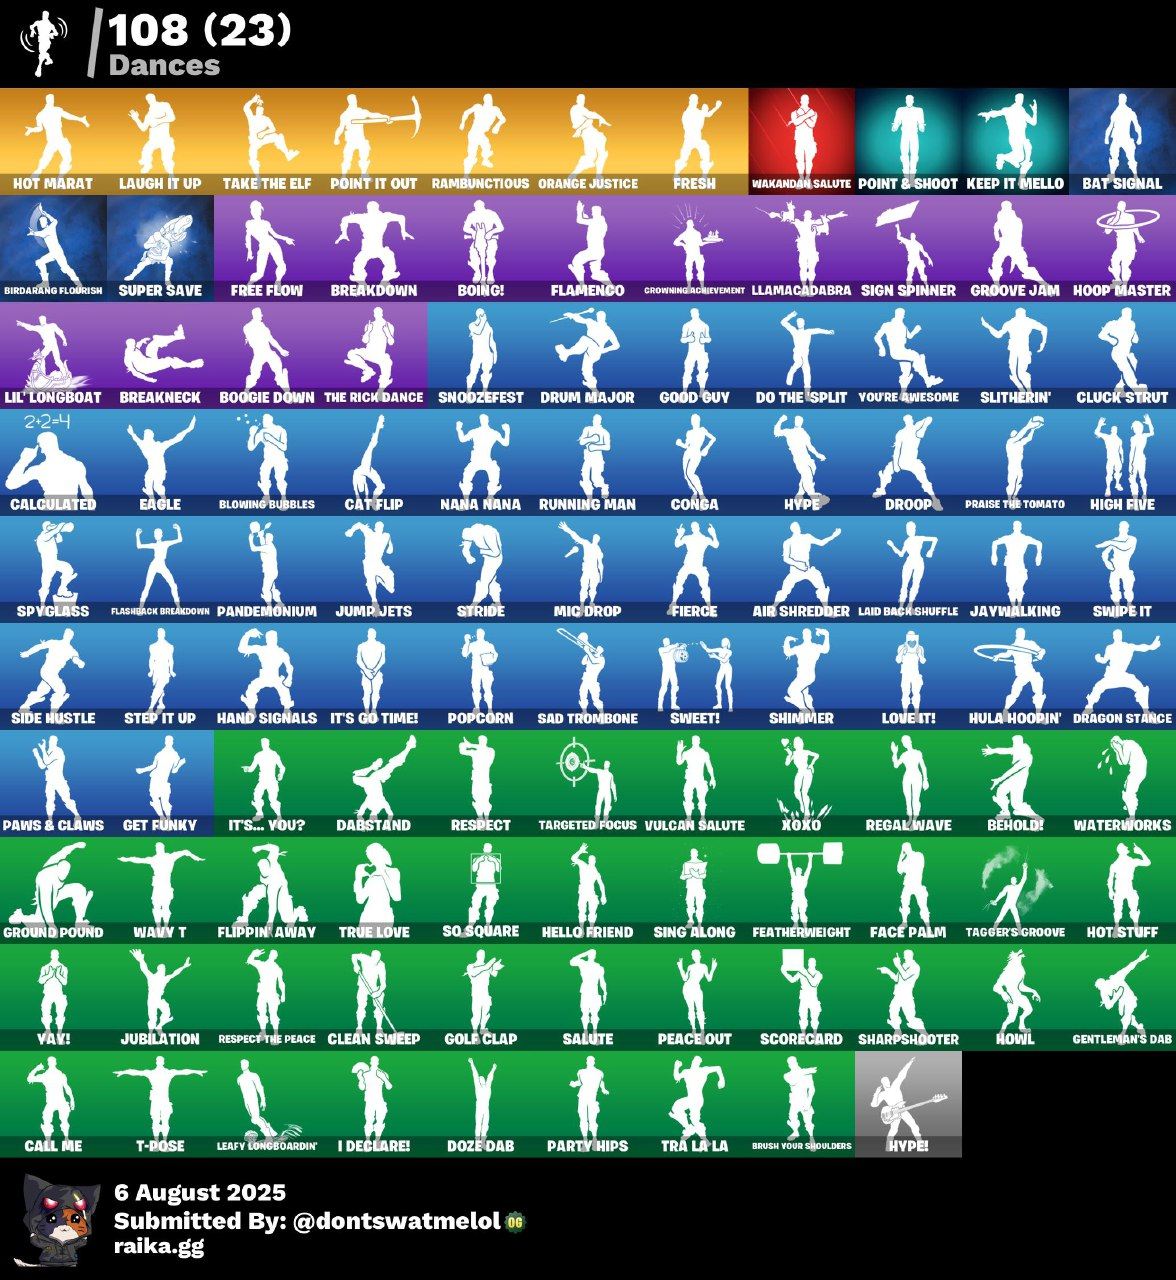 108 (23)
Dances
HOT MARAT LAUGH IT UP TAKE THE ELF POINT IT OUT RAMBUNCTIOUS ORANGE JUSTICE FRESH WAKANDAN SALUTE POINT & SHOOT KEEP IT MELLO BAT SIGNAL
BIRDARANG FLOURISH SUPER SAVE FREE FLOW BREAKDOWN BOING! FLAMENCO CROWNING ACHIEVEMENT LLAMACADABRA SIGN SPINNER GROOVE JAM HOOP MASTER
LIL' LONGBOAT BREAKNECK BOOGIE DOWN THE RICK DANCE SNOOZEFEST DRUM MAJOR GOOD GUY DO THE SPLIT YOU'RE AWESOME SLITHERIN' CLUCK STRUT
2+2=4
CALCULATED EAGLE BLOWING BUBBLES CAT FLIP NANA NANA RUNNING MAN CONGA HYPE DROOP PRAISE THE TOMATO HIGH FIVE
SPYGLASS FLASHBACK BREAKDOWN PANDEMONIUM JUMP JETS STRIDE MIC DROP FIERCE AIR SHREDDER LAID BACK SHUFFLE JAYWALKING SWIPE IT
SIDE HUSTLE STEP IT UP HAND SIGNALS IT'S GO TIME! POPCORN SAD TROMBONE SWEET! SHIMMER LOVE IT! HULA HOOPIN' DRAGON STANCE
PAWS & CLAWS GET FUNKY IT'S... YOU? DABSTAND RESPECT TARGETED FOCUS VULCAN SALUTE XOXO REGAL WAVE BEHOLD! WATERWORKS
GROUND POUND WAVY T FLIPPIN' AWAY TRUE LOVE SO SQUARE HELLO FRIEND SING ALONG FEATHERWEIGHT FACE PALM TAGGER'S GROOVE HOT STUFF
YAY! JUBILATION RESPECT THE PEACE CLEAN SWEEP GOLF CLAP SALUTE PEACE OUT SCORECARD SHARPSHOOTER HOWL GENTLEMAN'S DAB
CALL ME T-POSE LEAFY LONGBOARDIN' I DECLARE! DOZE DAB PARTY HIPS TRA LA LA BRUSH YOUR SHOULDERS HYPE!
6 August 2025
Submitted By: @dontswatmelol OG
raika.gg